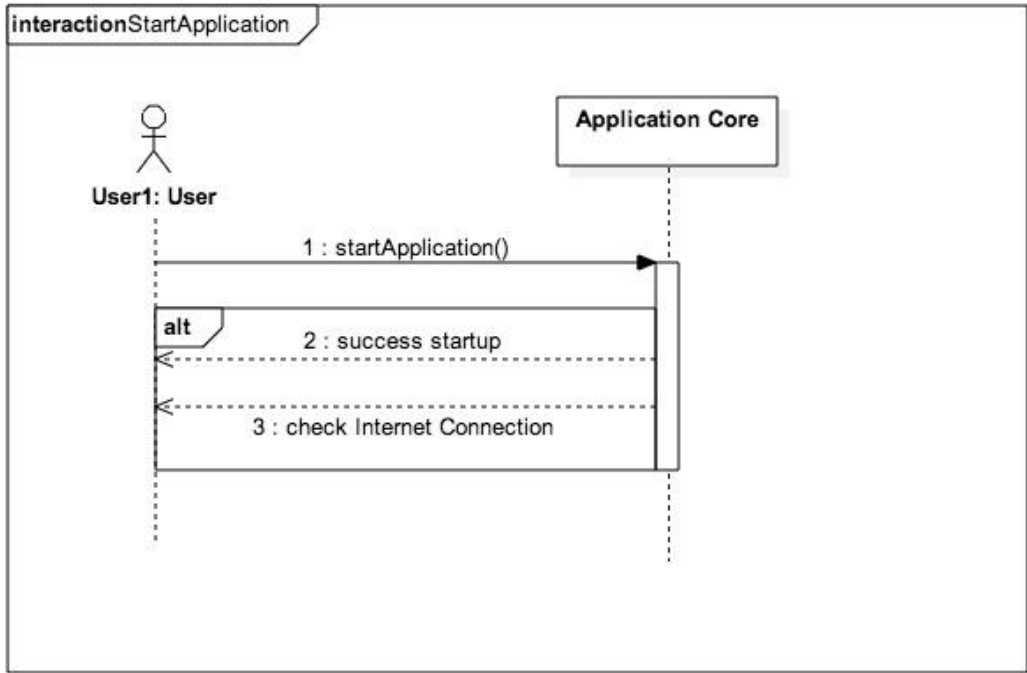 interactionStartApplication
Application Core
User1: User
1 : startApplication()
alt
2 : success startup
3 : check Internet Connection